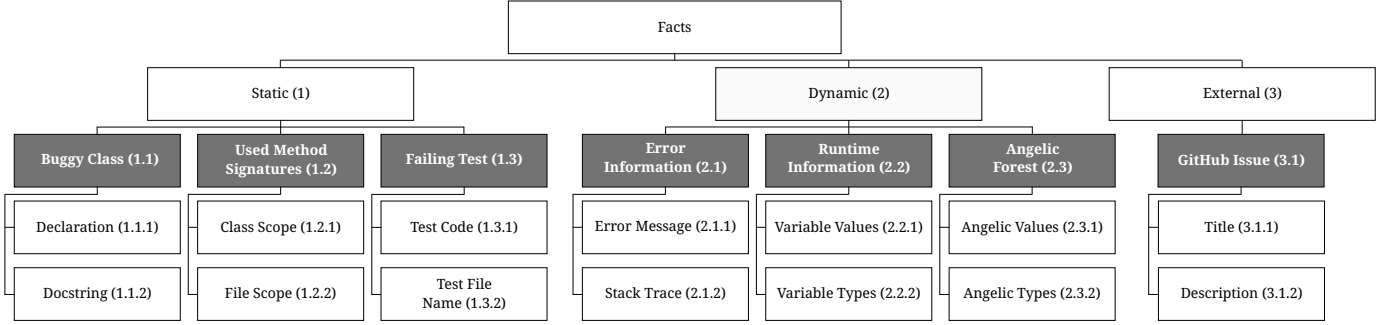 Facts
Static (1)
Dynamic (2)
External (3)
Buggy Class (1.1)
Used Method
Signatures (1.2)
Failing Test (1.3)
Error
Information (2.1)
Runtime
Information (2.2)
Angelic
Forest (2.3)
GitHub Issue (3.1)
Declaration (1.1.1)
Class Scope (1.2.1)
Test Code (1.3.1)
Error Message (2.1.1)
Variable Values (2.2.1)
Angelic Values (2.3.1)
Title (3.1.1)
Docstring (1.1.2)
File Scope (1.2.2)
Test File
Name (1.3.2)
Stack Trace (2.1.2)
Variable Types (2.2.2)
Angelic Types (2.3.2)
Description (3.1.2)